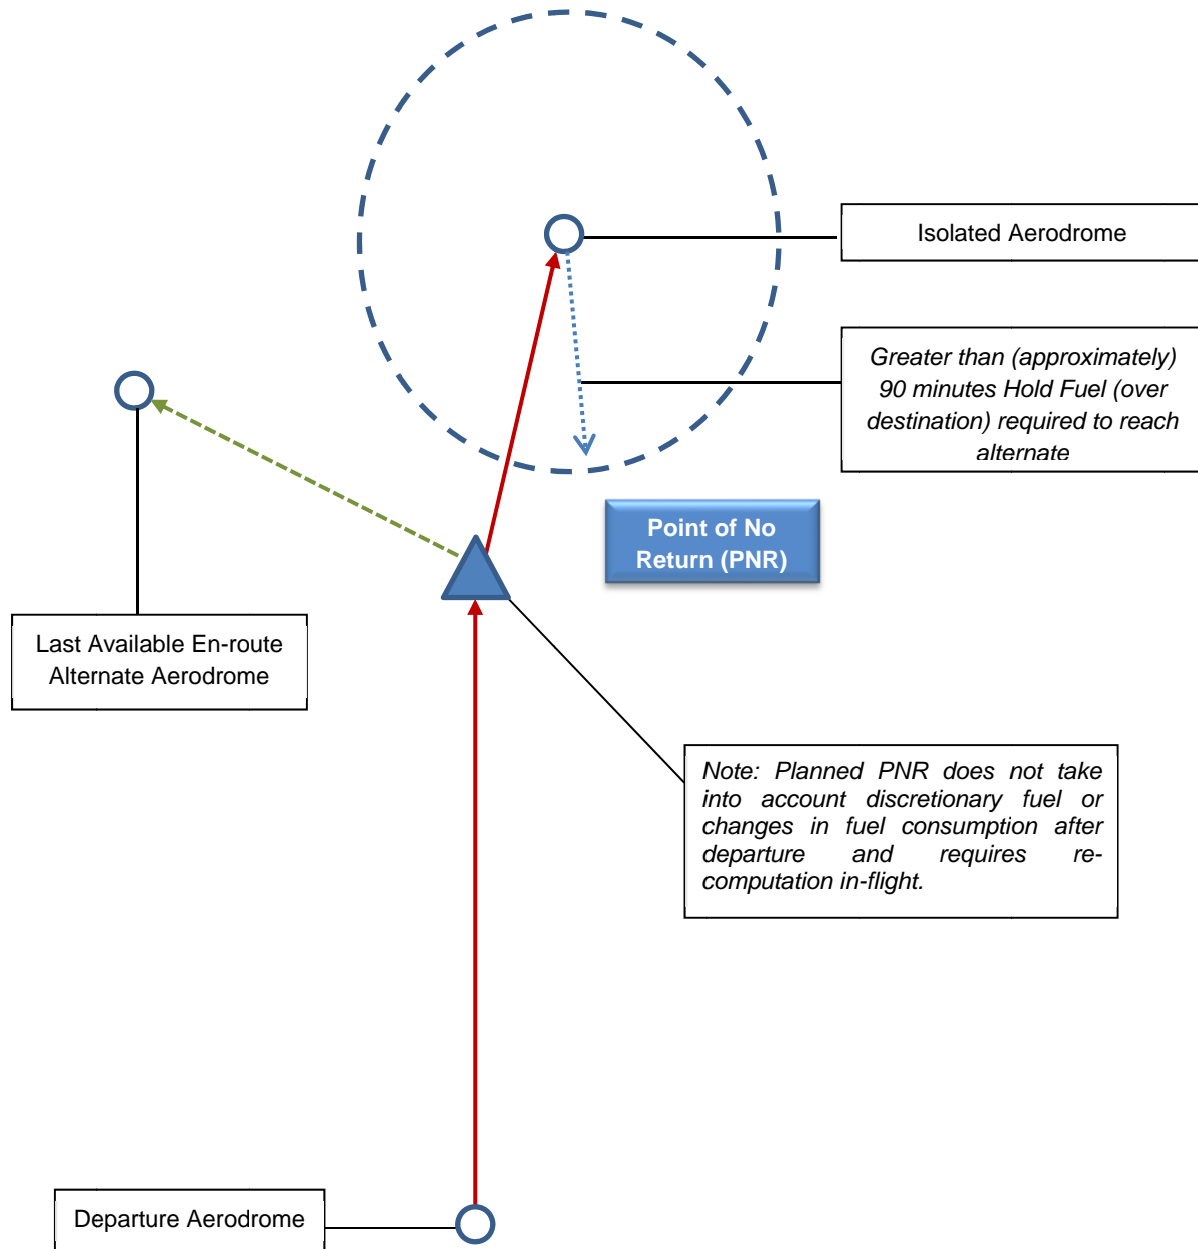 Isolated Aerodrome
Greater than (approximately)
90 minutes Hold Fuel (over
destination) required to reach
alternate
Point of No
Return (PNR)
Last Available En-route
Alternate Aerodrome
Note: Planned PNR does not take
into account discretionary fuel or
changes in fuel consumption after
departure and requires re-
computation in-flight.
Departure Aerodrome